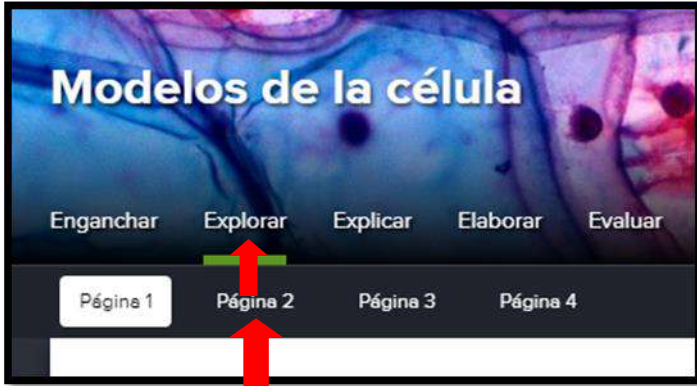 Modelos de la célula
Enganchar Explorar Explicar Elaborar Evaluar
Página 1 Página 2 Página 3 Página 4